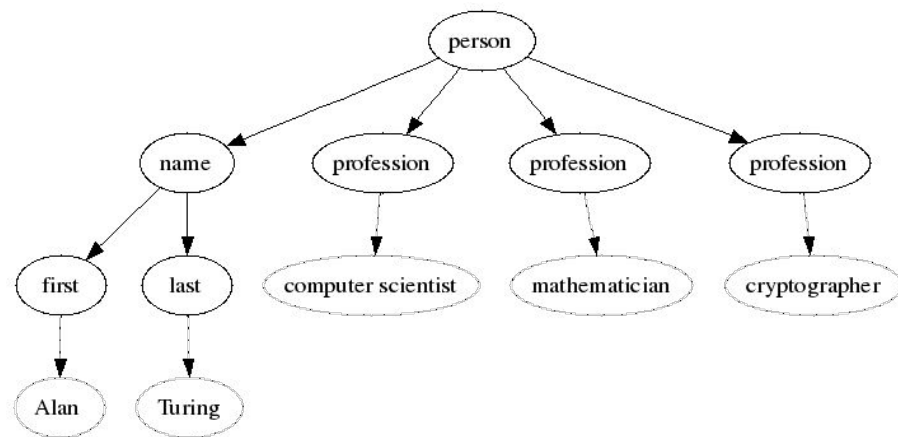 person
name profession profession profession
first last computer scientist mathematician cryptographer
Alan Turing